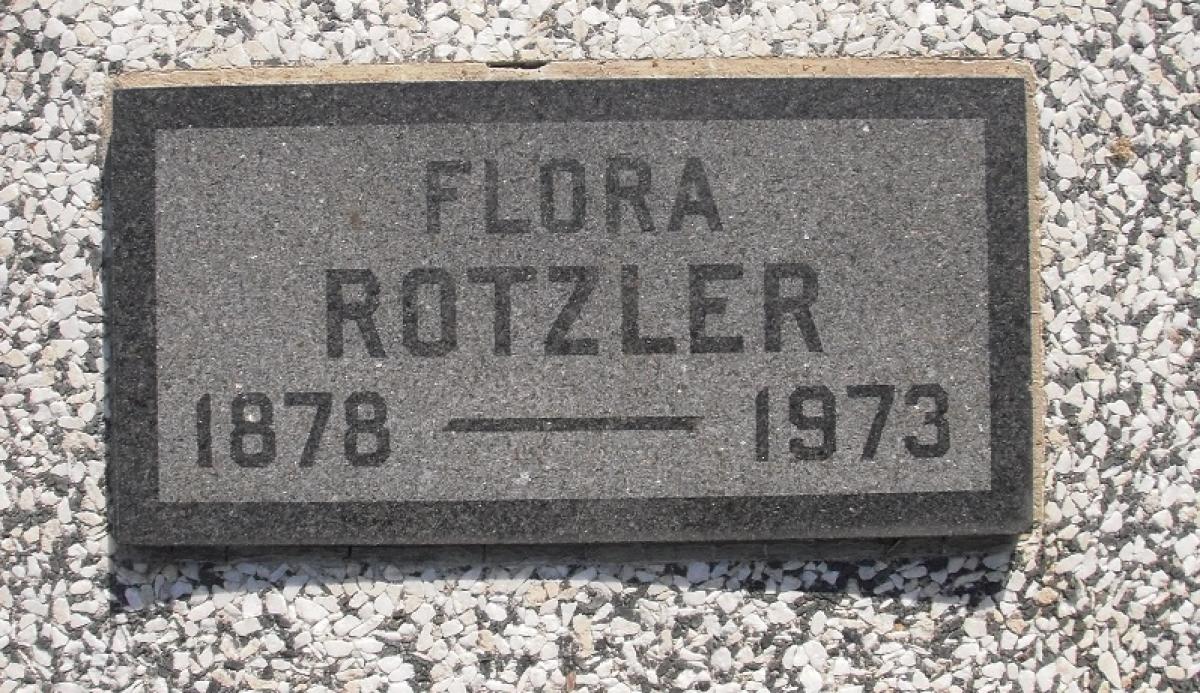 FLORA
ROTZLER
1878 — 1973